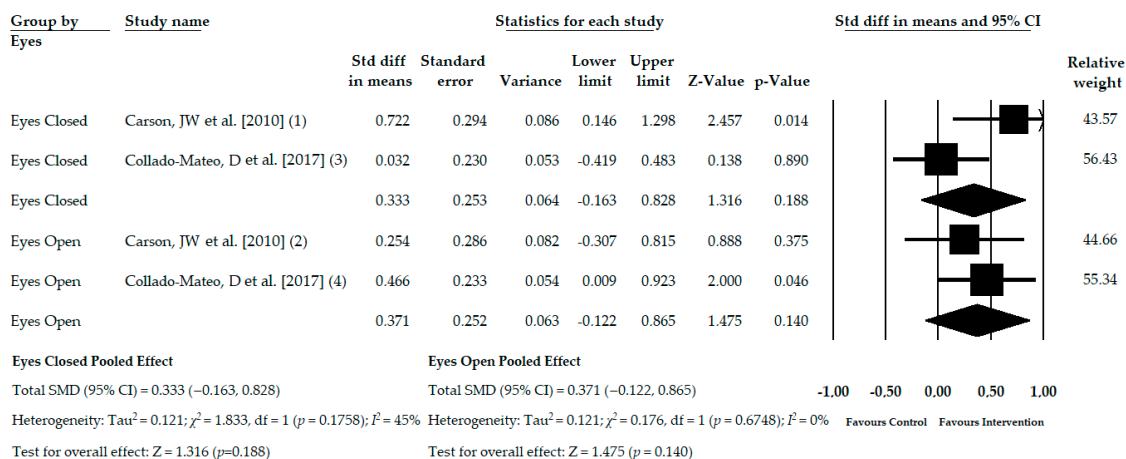 Group by Study name Statistics for each study Std diff in means and 95% CI
Eyes
Std diff Standard Lower Upper Relative
in means error Variance limit limit Z-Value p-Value weight
Eyes Closed Carson, JW et al. [2010] (1) 0.722 0.294 0.086 0.146 1.298 2.457 0.014 43.57
Eyes Closed Collado-Mateo, D et al. [2017] (3) 0.032 0.230 0.053 -0.419 0.483 0.138 0.890 56.43
Eyes Closed 0.333 0.253 0.064 -0.163 0.828 1.316 0.188
Eyes Open Carson, JW et al. [2010] (2) 0.254 0.286 0.082 -0.307 0.815 0.888 0.375 44.66
Eyes Open Collado-Mateo, D et al. [2017] (4) 0.466 0.233 0.054 0.009 0.923 2.000 0.046 55.34
Eyes Open 0.371 0.252 0.063 -0.122 0.865 1.475 0.140
Eyes Closed Pooled Effect Eyes Open Pooled Effect
Total SMD (95% CI) = 0.333 (−0.163, 0.828) Total SMD (95% CI) = 0.371 (−0.122, 0.865) -1.00 -0.50 0.00 0.50 1.00
Heterogeneity: Tau² = 0.121; χ² = 1.833, df = 1 (p = 0.1758); I² = 45% Heterogeneity: Tau² = 0.121; χ² = 0.176, df = 1 (p = 0.6748); I² = 0% Favours Control Favours Intervention
Test for overall effect: Z = 1.316 (p=0.188) Test for overall effect: Z = 1.475 (p = 0.140)